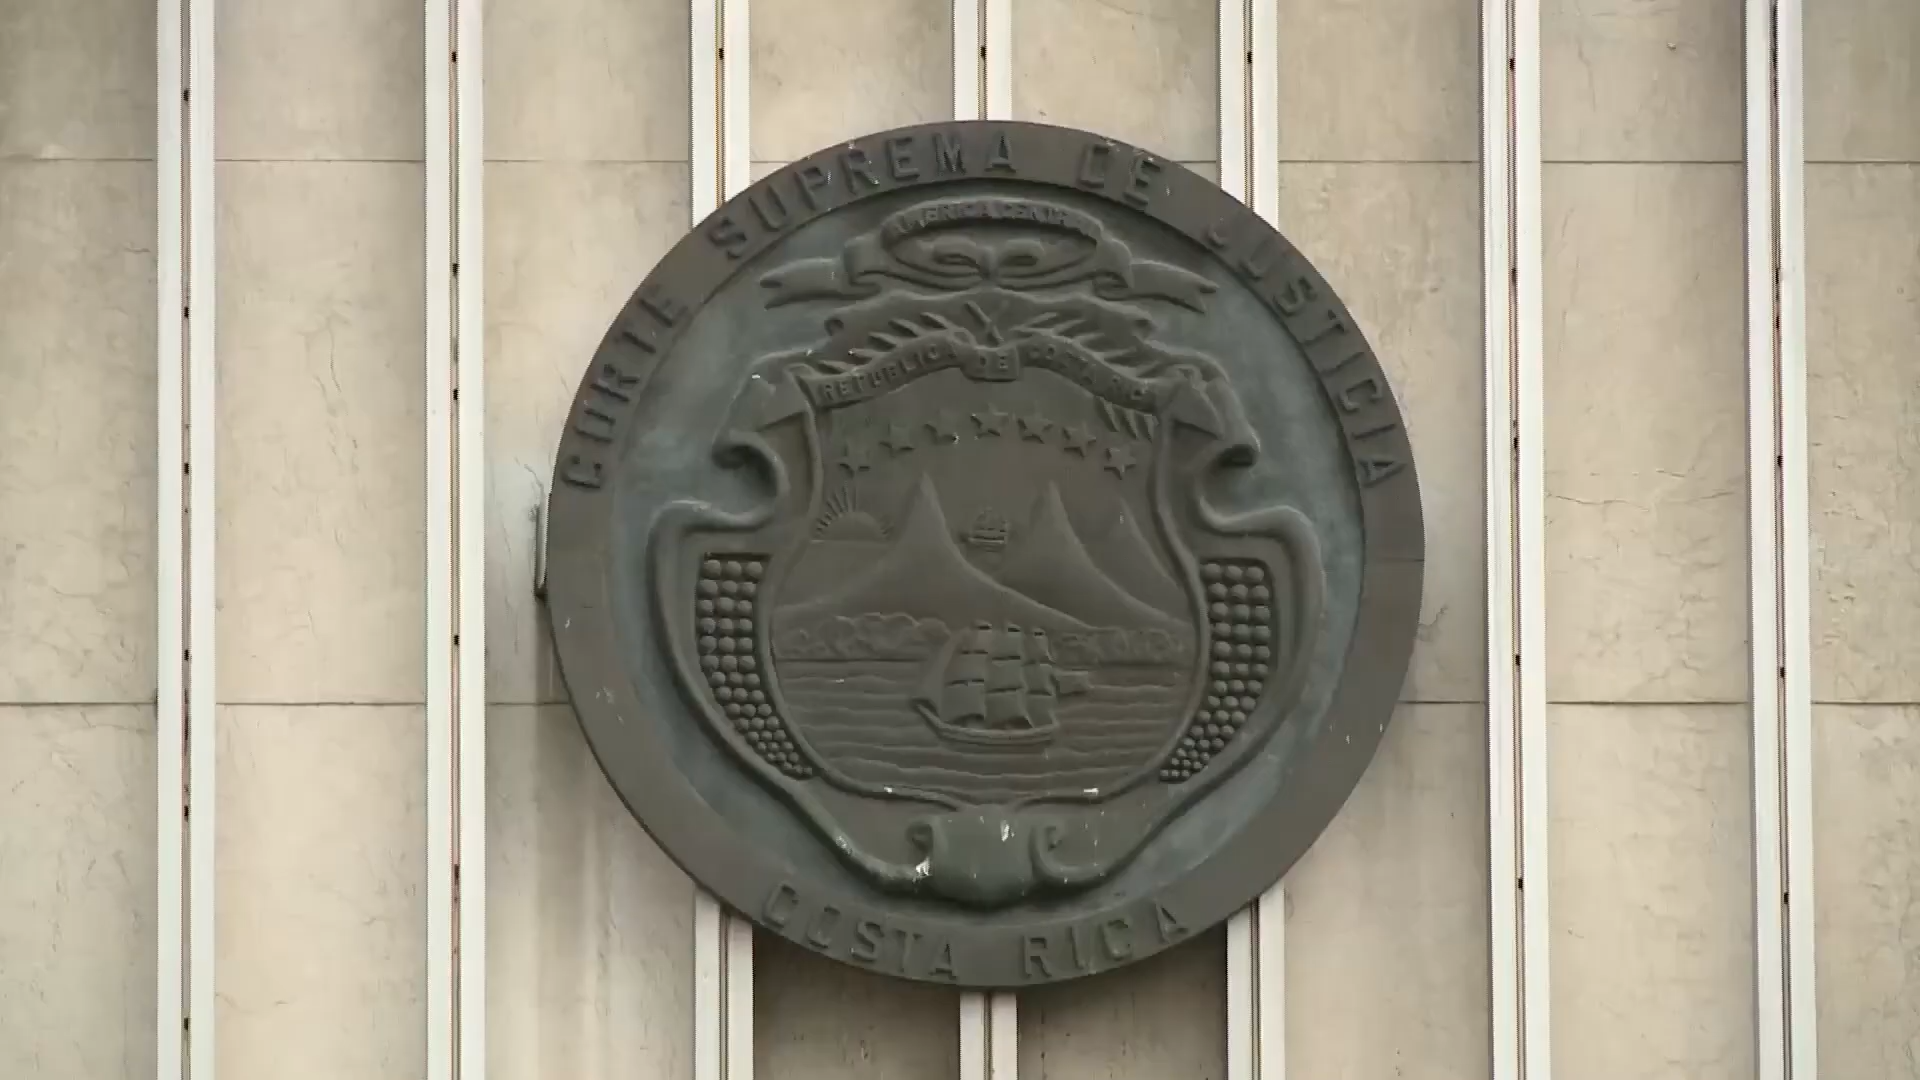 CORTE SUPREMA DE JUSTICIA
AMERICA CENTRAL
REPUBLICA DE COSTA RICA
COSTA RICA